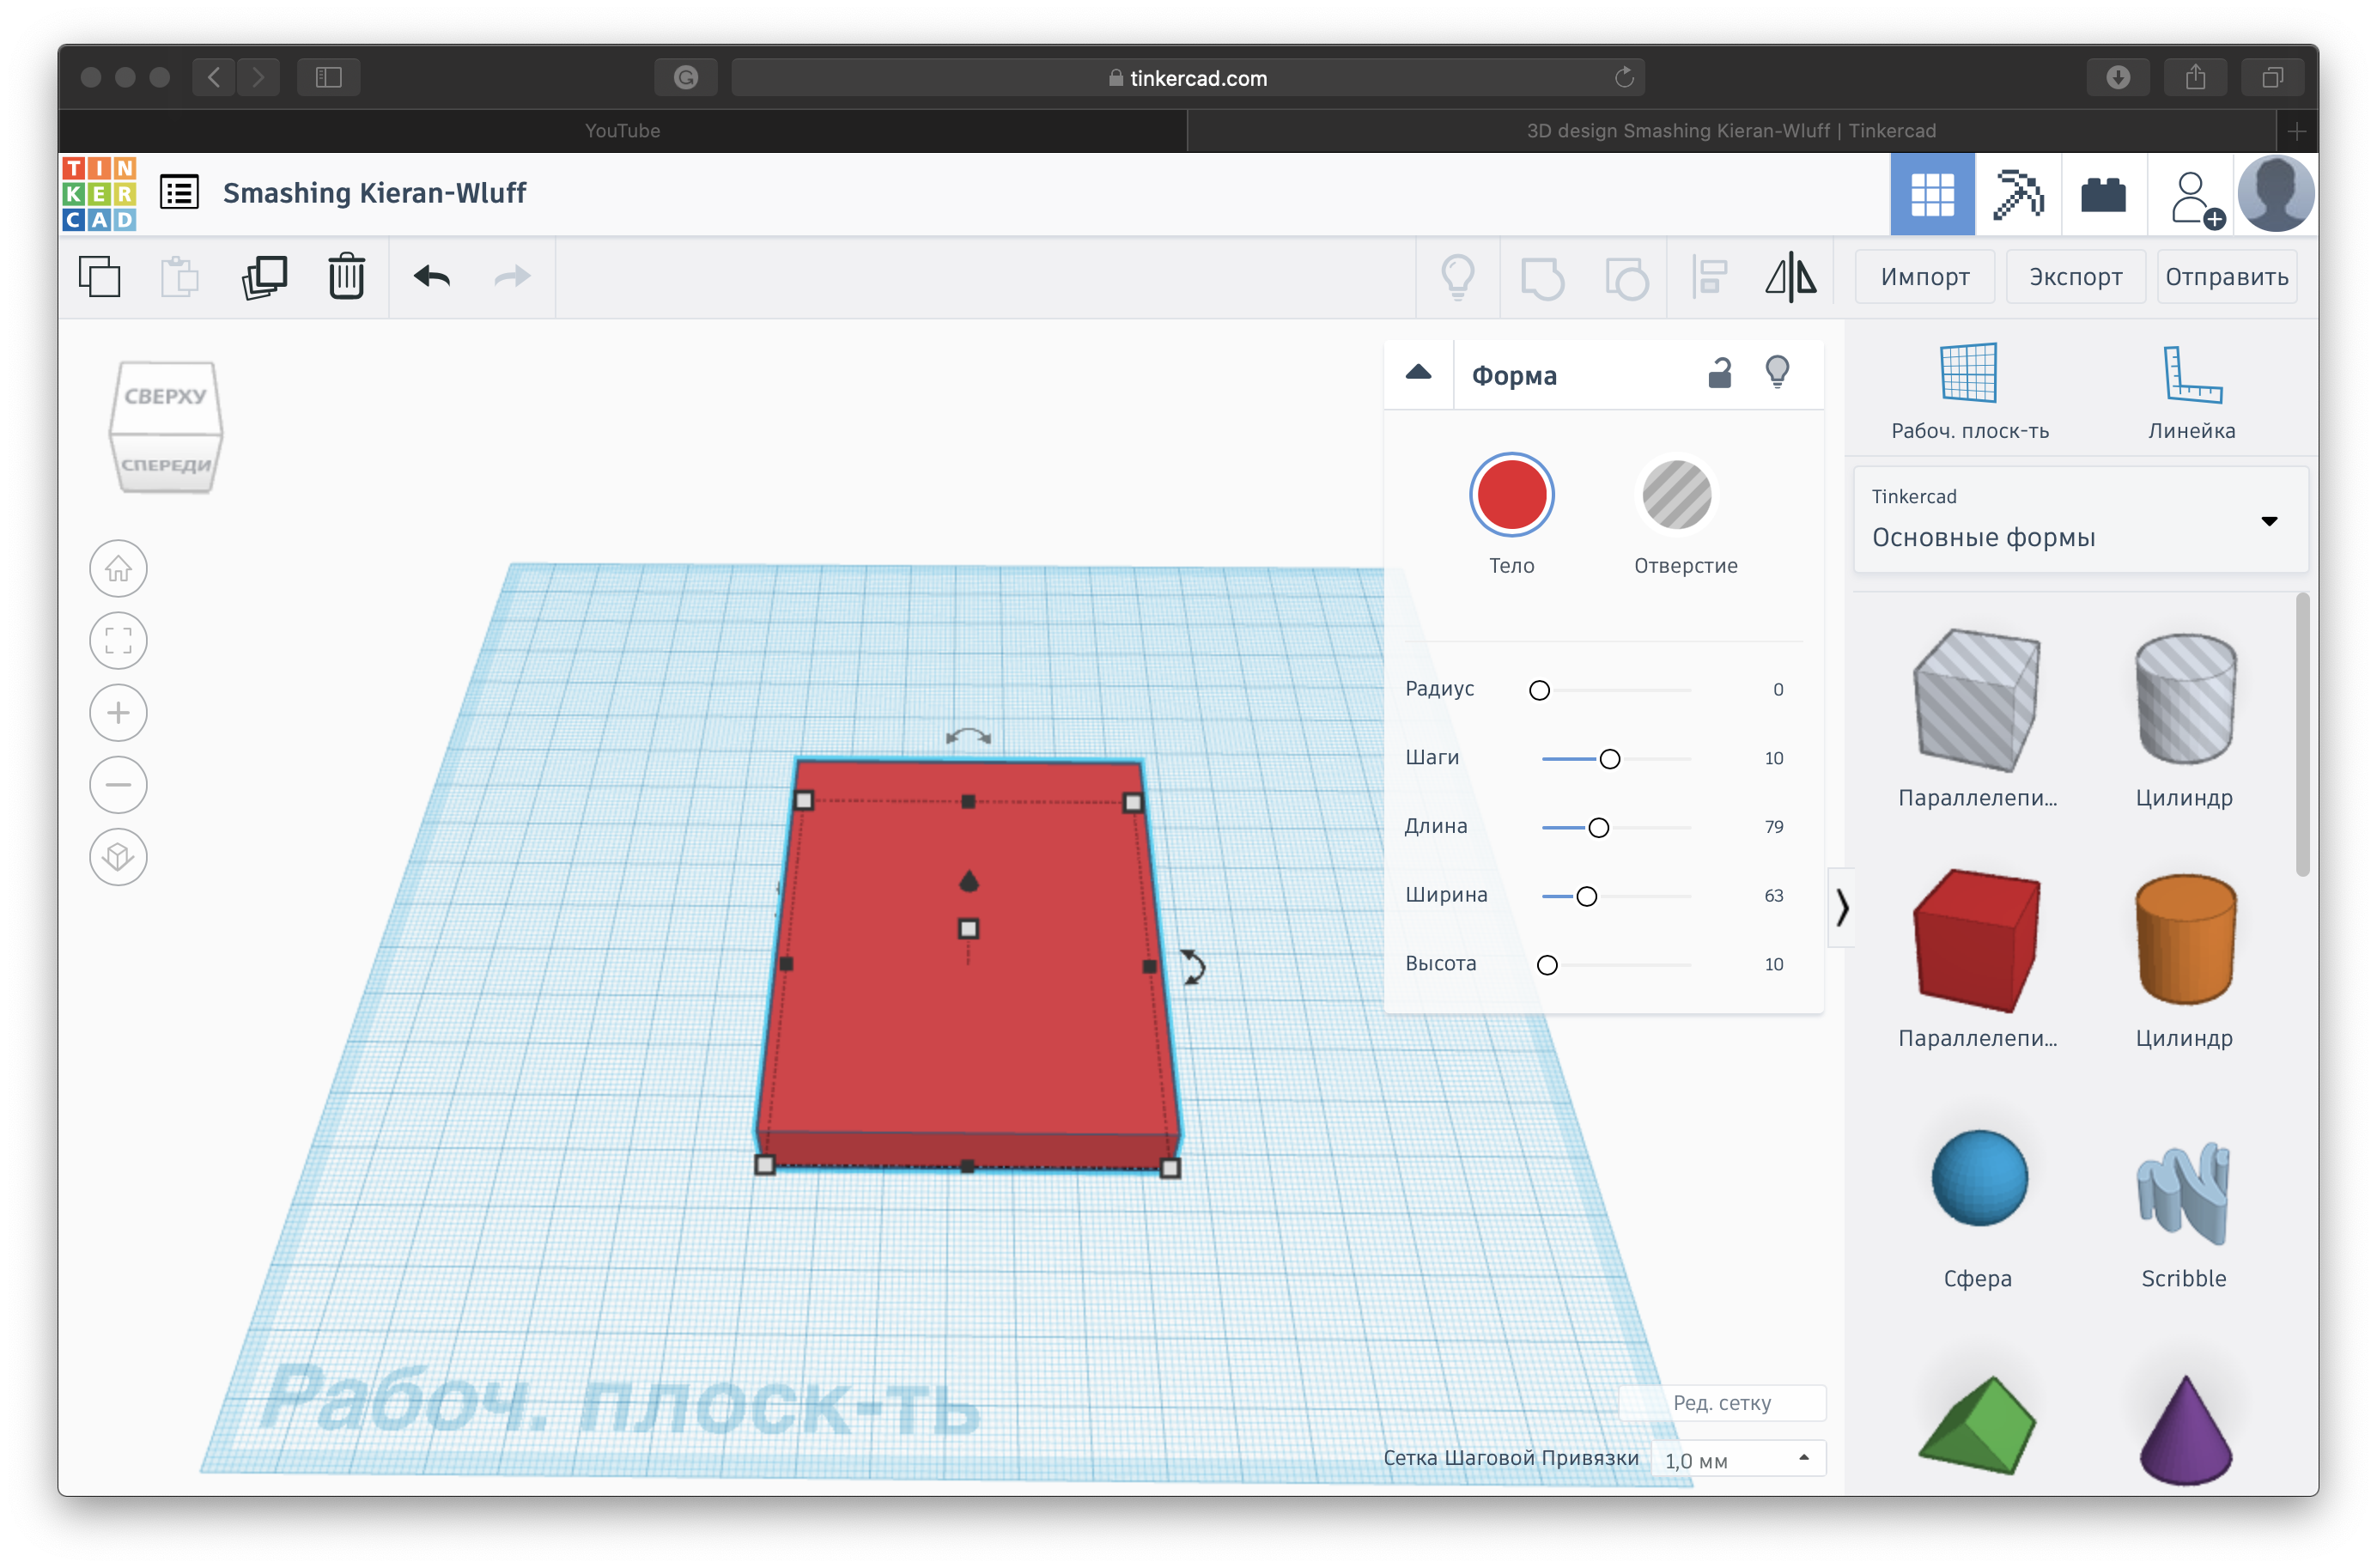 tinkercad.com
YouTube
3D design Smashing Kieran-Wluff | Tinkercad
TIN
KER
CAD
Smashing Kieran-Wluff
Импорт
Экспорт
Отправить
СВЕРХУ
СПЕРЕДИ
Форма
Тело
Отверстие
Радиус 0
Шаги 10
Длина 79
Ширина 63
Высота 10
Рабоч. плоск-ть
Линейка
Tinkercad
Основные формы
Параллелепи...
Цилиндр
Параллелепи...
Цилиндр
Сфера
Scribble
Рабоч. плоск-ть
Ред. сетку
Сетка Шаговой Привязки 1,0 мм